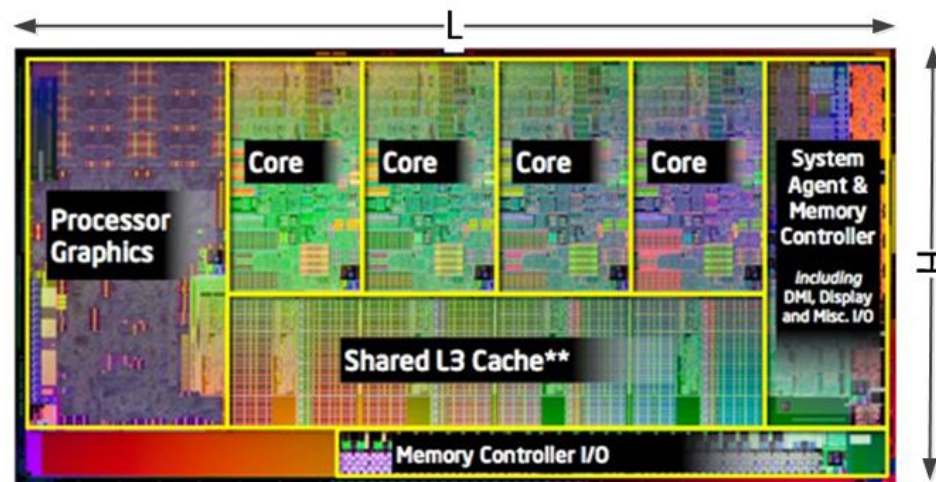 L
Core
Core
Core
Core
System
Agent &
Memory
Controller
including
DMI, Display
and Misc. I/O
Processor
Graphics
H
Shared L3 Cache**
Memory Controller I/O